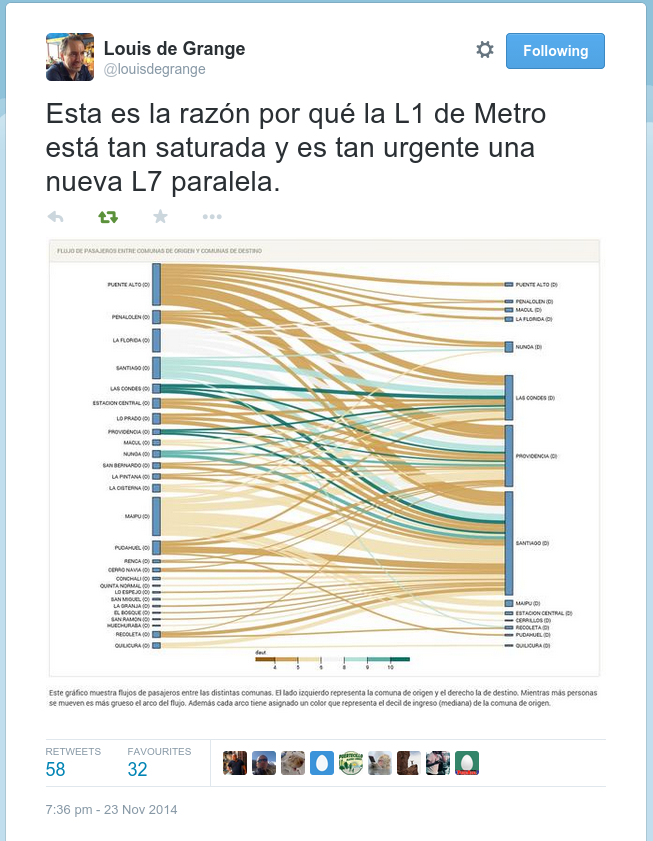 Louis de Grange
@louisdegrange
Following
Esta es la razón por qué la L1 de Metro
está tan saturada y es tan urgente una
nueva L7 paralela.
FLUJO DE PASAJEROS ENTRE COMUNAS DE ORIGEN Y COMUNAS DE DESTINO
PUENTE ALTO (O)
PENALOLEN (O)
LA FLORIDA (O)
SANTIAGO (O)
LAS CONDES (O)
ESTACION CENTRAL (O)
LO PRADO (O)
PROVIDENCIA (O)
MACUL (O)
NUNOA (O)
SAN BERNARDO (O)
LA PINTANA (O)
LA CISTERNA (O)
MAIPU (O)
PUDAHUEL (O)
RENCA (O)
CERRO NAVIA (O)
CONCHALI (O)
QUINTA NORMAL (O)
LO ESPEJO (O)
SAN MIGUEL (O)
LA GRANJA (O)
EL BOSQUE (O)
SAN RAMON (O)
HUECHURABA (O)
RECOLETA (O)
QUILICURA (O)
PUENTE ALTO (D)
PENALOLEN (D)
MACUL (D)
LA FLORIDA (D)
NUNOA (D)
LAS CONDES (D)
PROVIDENCIA (D)
SANTIAGO (D)
MAIPU (D)
ESTACION CENTRAL (D)
CERRILLOS (D)
RECOLETA (D)
PUDAHUEL (D)
QUILICURA (D)
4 5 6 8 9 10
Este gráfico muestra flujos de pasajeros entre las distintas comunas. El lado izquierdo representa la comuna de origen y el derecho la de destino. Mientras más personas
se mueven es más grueso el arco del flujo. Además cada arco tiene asignado un color que representa el decil de ingreso (mediana) de la comuna de origen.
RETWEETS
58
FAVOURITES
32
7:36 pm - 23 Nov 2014